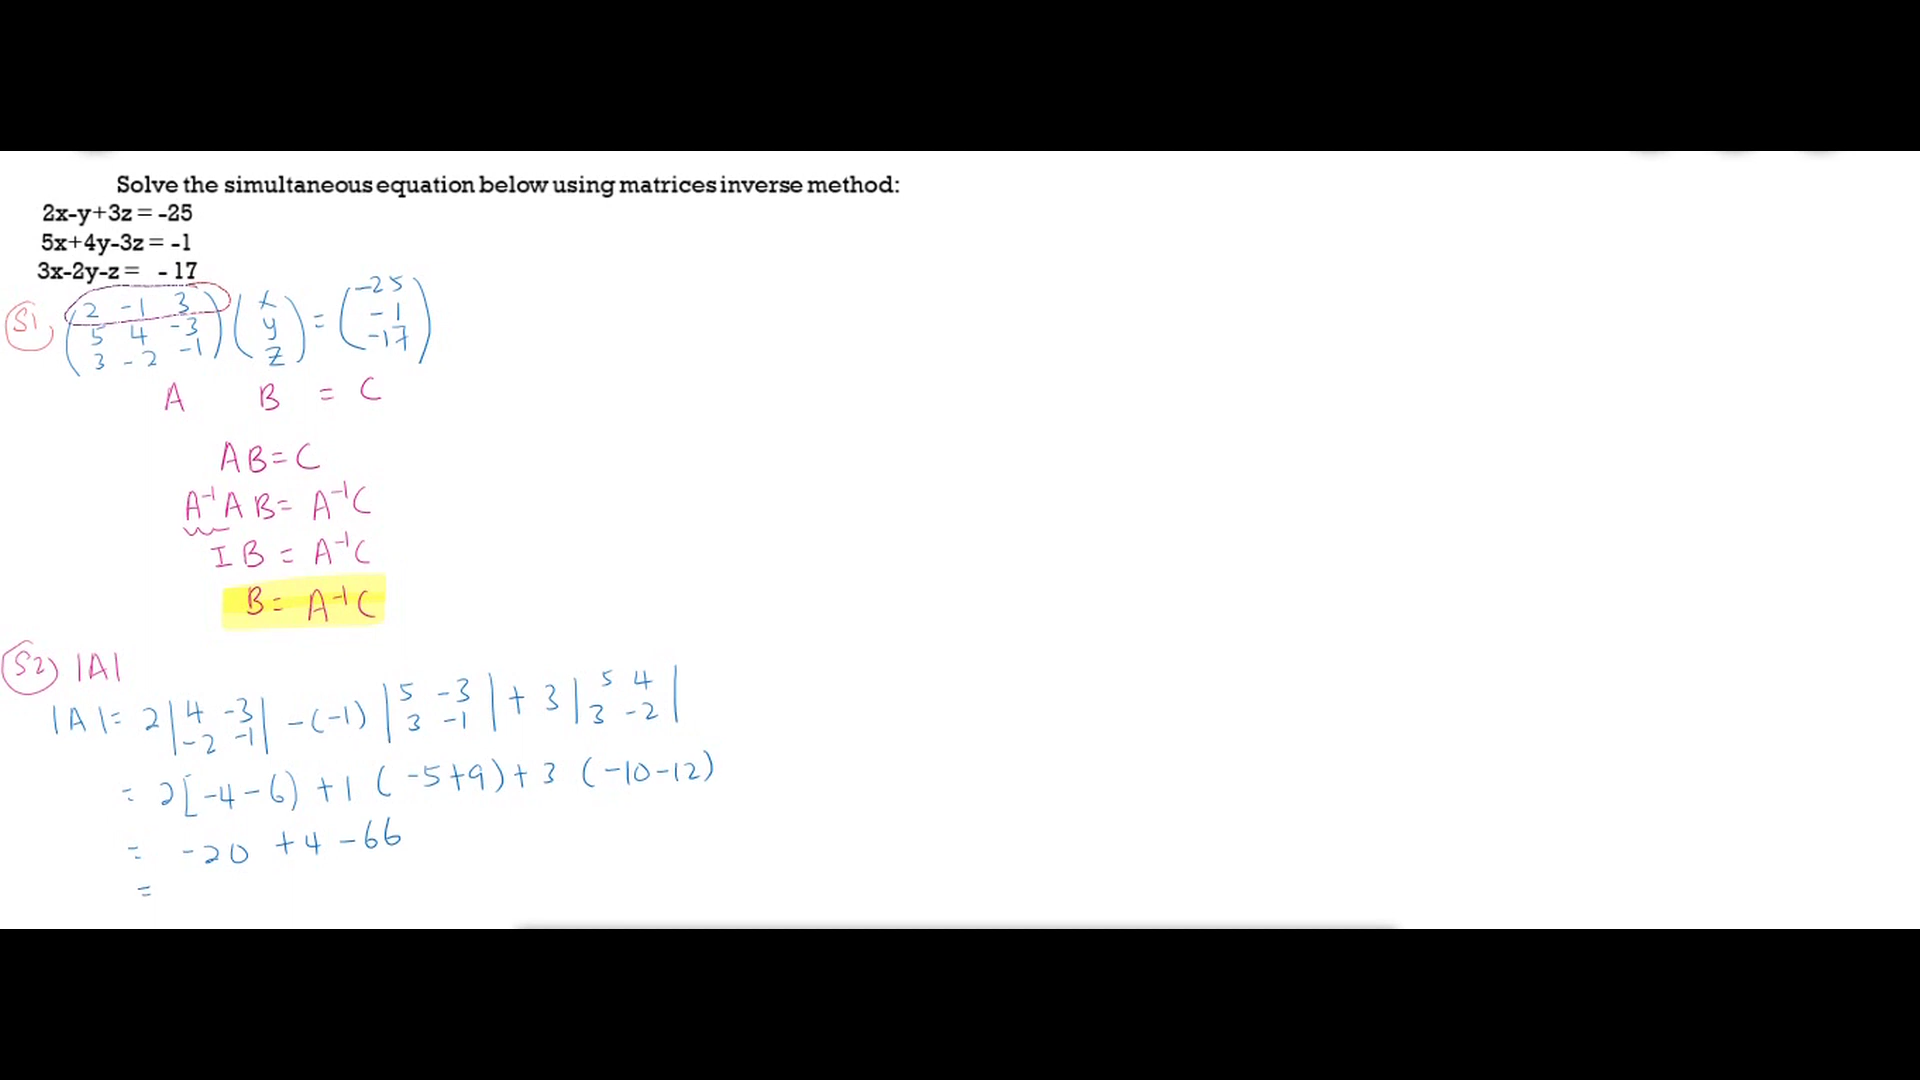 Solve the simultaneous equation below using matrices inverse method:
2x-y+3z = -25
5x+4y-3z = -1
3x-2y-z = - 17
S1 (2 -1 3) (x) = (-25)
(5 4 -3) (y) (-1)
(3 -2 -1) (z) (-17)
A B = C
AB = C
A⁻¹A B = A⁻¹C
I B = A⁻¹C
B = A⁻¹C
S2) |A|
|A| = 2 |4 -3| -(-1) |5 -3| + 3 |5 4|
|-2 -1| |3 -1| |3 -2|
= 2[-4-6) +1 (-5+9) + 3 (-10-12)
= -20 +4 -66
=